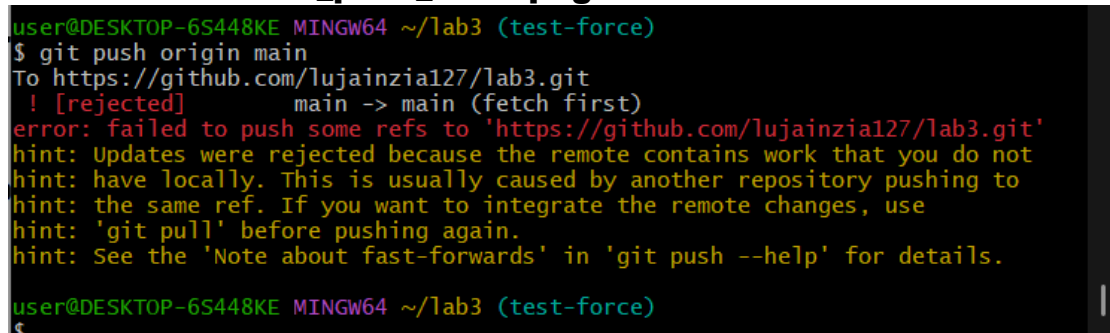 user@DESKTOP-6S448KE MINGW64 ~/lab3 (test-force)
$ git push origin main
To https://github.com/lujainzia127/lab3.git
 ! [rejected]        main -> main (fetch first)
error: failed to push some refs to 'https://github.com/lujainzia127/lab3.git'
hint: Updates were rejected because the remote contains work that you do not
hint: have locally. This is usually caused by another repository pushing to
hint: the same ref. If you want to integrate the remote changes, use
hint: 'git pull' before pushing again.
hint: See the 'Note about fast-forwards' in 'git push --help' for details.

user@DESKTOP-6S448KE MINGW64 ~/lab3 (test-force)
$